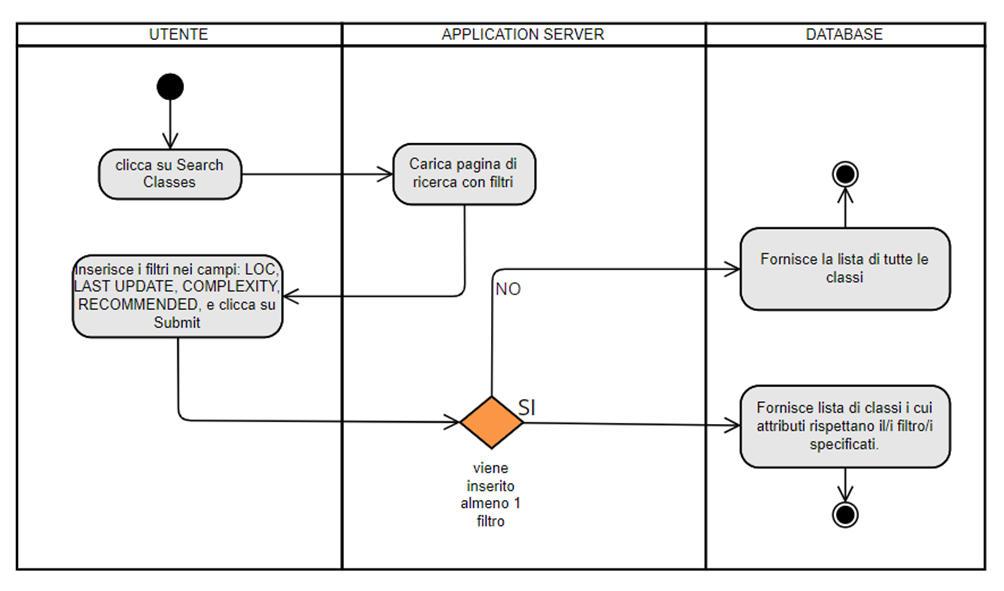 UTENTE
APPLICATION SERVER
DATABASE
clicca su Search
Classes
Carica pagina di
ricerca con filtri
Inserisce i filtri nei campi: LOC,
LAST UPDATE, COMPLEXITY,
RECOMMENDED, e clicca su
Submit
NO
Fornisce la lista di tutte le
classi
SI
viene
inserito
almeno 1
filtro
Fornisce lista di classi i cui
attributi rispettano il/i filtro/i
specificati.